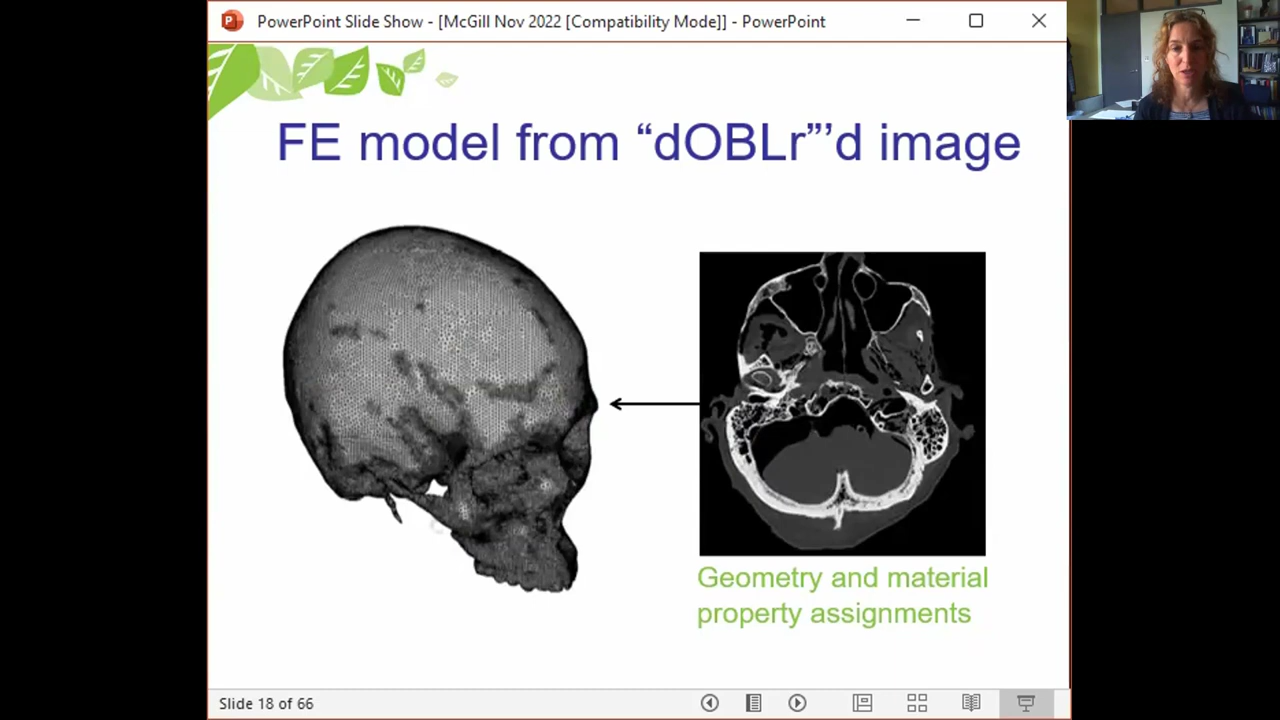 PowerPoint Slide Show - [McGill Nov 2022 [Compatibility Mode]] - PowerPoint
FE model from “dOBLr”’d image
Geometry and material
property assignments
Slide 18 of 66